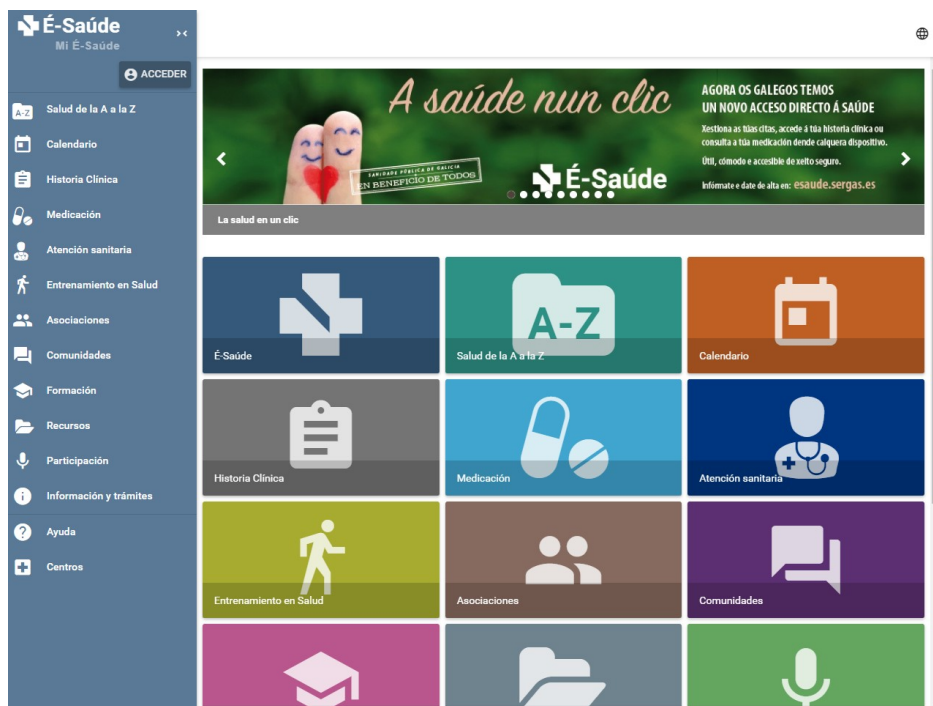 É-Saúde
Mi É-Saúde
ACCEDER
A-Z Salud de la A a la Z
Calendario
Historia Clínica
Medicación
Atención sanitaria
Entrenamiento en Salud
Asociaciones
Comunidades
Formación
Recursos
Participación
Información y trámites
Ayuda
Centros
A saúde nun clic
SANIDADE PÚBLICA DE GALICIA
EN BENEFICIO DE TODOS
É-Saúde
AGORA OS GALEGOS TEMOS
UN NOVO ACCESO DIRECTO Á SAÚDE
Xestiona as túas citas, accede á túa historia clínica ou
consulta a túa medicación dende calquera dispositivo.
Útil, cómodo e accesible de xeito seguro.
Infórmate e date de alta en: esaude.sergas.es
La salud en un clic
É-Saúde
A-Z
Salud de la A a la Z
Calendario
Historia Clínica
Medicación
Atención sanitaria
Entrenamiento en Salud
Asociaciones
Comunidades